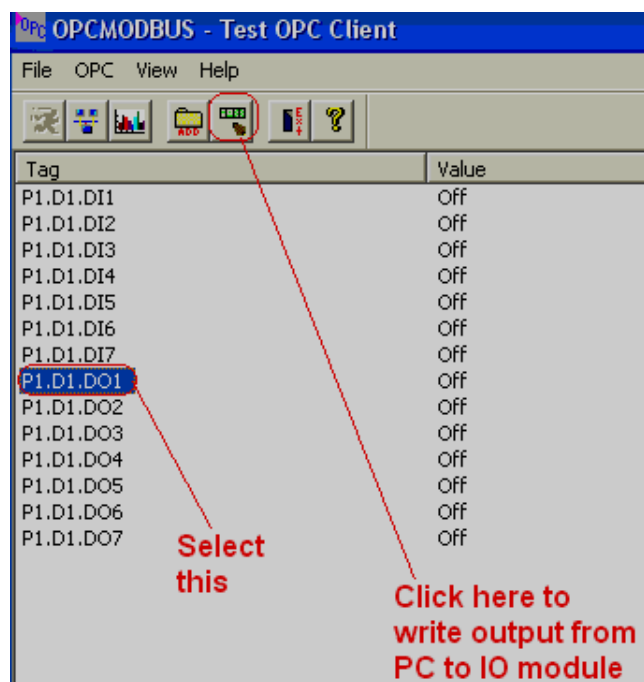 OPC OPCMODBUS - Test OPC Client
File OPC View Help
ADD EXT ?
Tag Value
P1.D1.DI1 Off
P1.D1.DI2 Off
P1.D1.DI3 Off
P1.D1.DI4 Off
P1.D1.DI5 Off
P1.D1.DI6 Off
P1.D1.DI7 Off
P1.D1.DO1 Off
P1.D1.DO2 Off
P1.D1.DO3 Off
P1.D1.DO4 Off
P1.D1.DO5 Off
P1.D1.DO6 Off
P1.D1.DO7 Off
Select
this
Click here to
write output from
PC to IO module